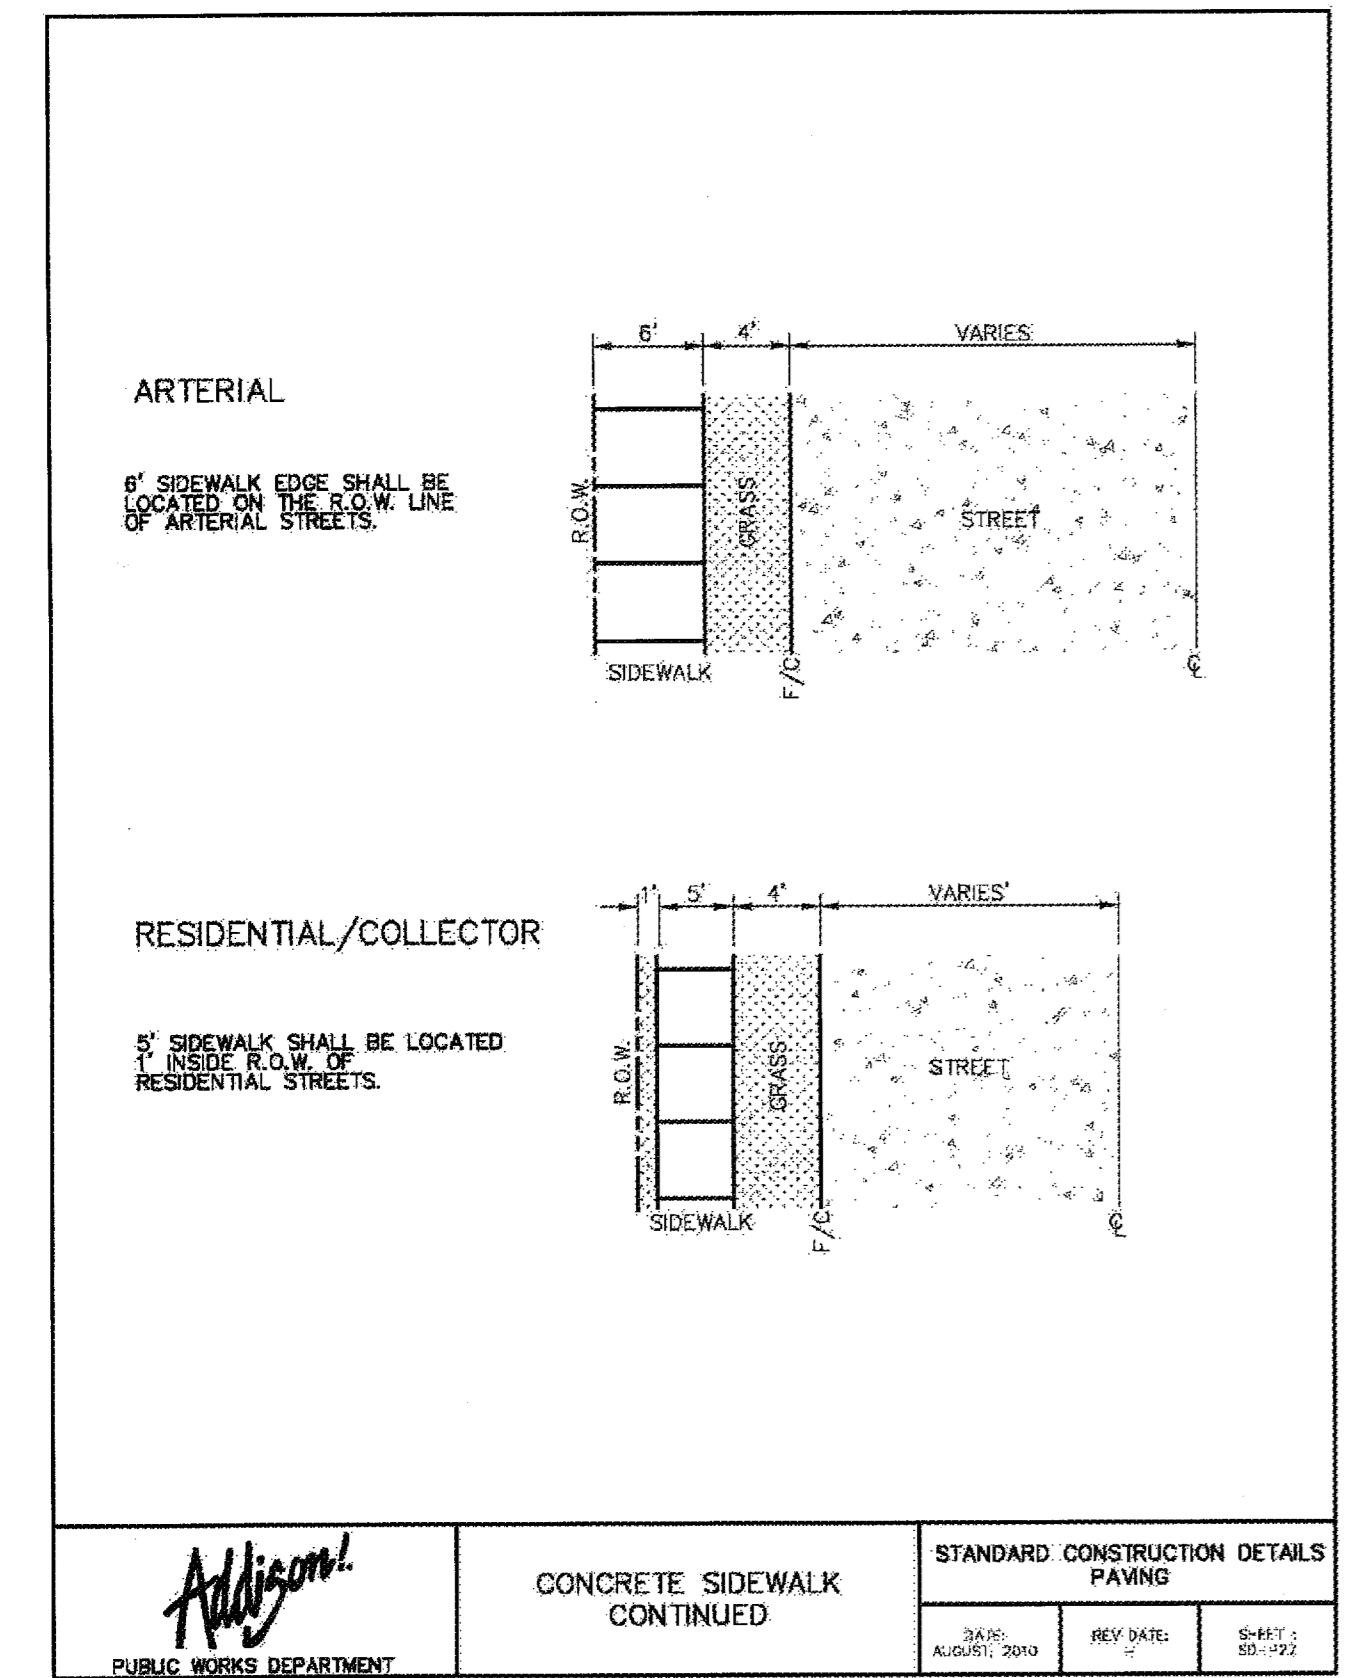 6' 4' VARIES
ARTERIAL
6' SIDEWALK EDGE SHALL BE
LOCATED ON THE R.O.W. LINE
OF ARTERIAL STREETS.
R.O.W.
GRASS
STREET
SIDEWALK
F/C
℄
1' 5' 4' VARIES'
RESIDENTIAL/COLLECTOR
5' SIDEWALK SHALL BE LOCATED
1' INSIDE R.O.W. OF
RESIDENTIAL STREETS.
R.O.W.
GRASS
STREET
SIDEWALK
F/C
℄
Addison!
PUBLIC WORKS DEPARTMENT
CONCRETE SIDEWALK
CONTINUED
STANDARD CONSTRUCTION DETAILS
PAVING
DATE:
AUGUST, 2010
REV DATE:
SHEET :